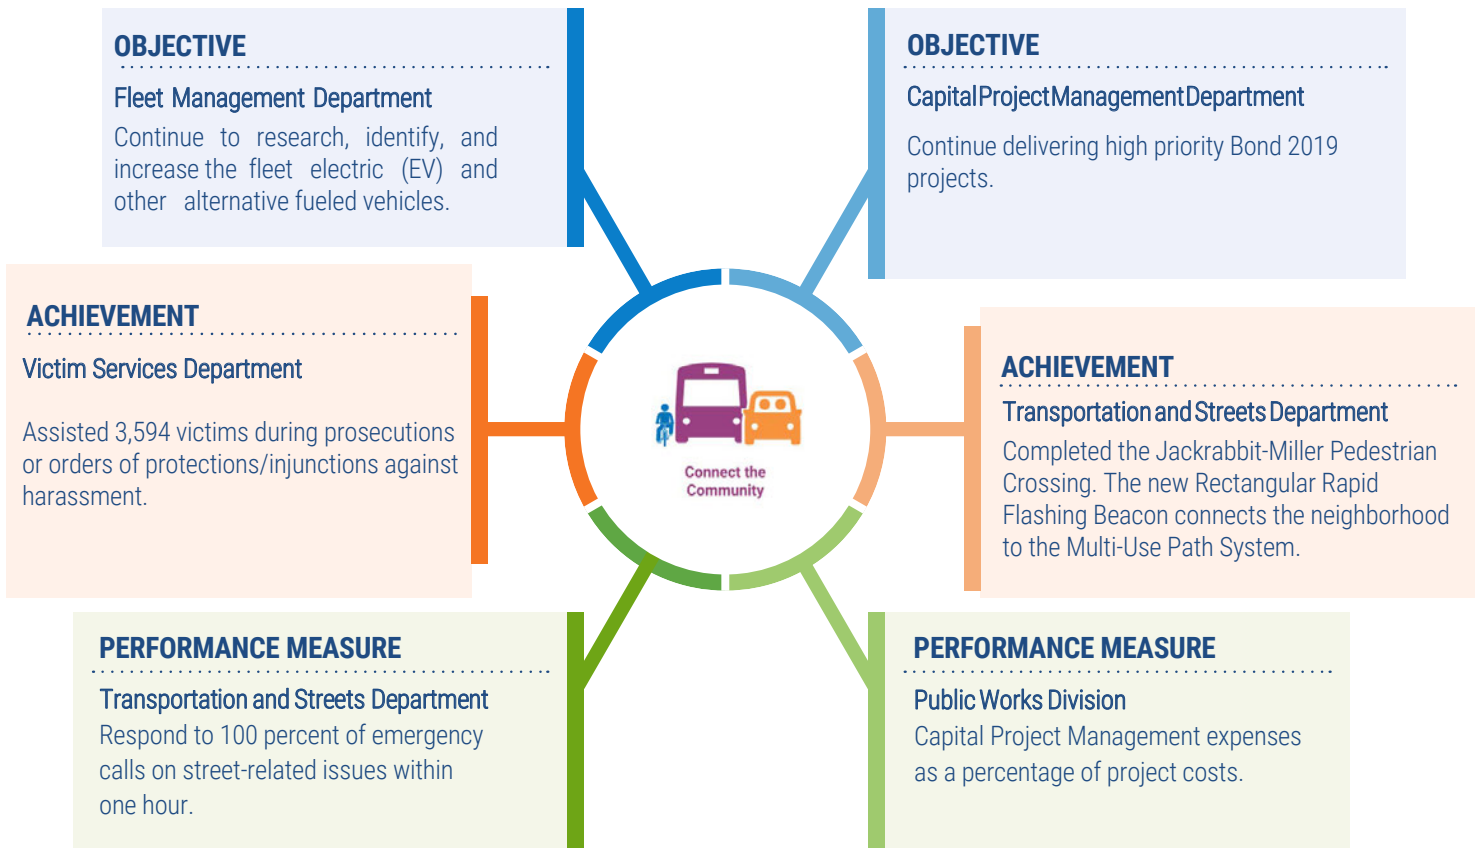 OBJECTIVE
Fleet Management Department
Continue to research, identify, and
increase the fleet electric (EV) and
other alternative fueled vehicles.
OBJECTIVE
Capital Project Management Department
Continue delivering high priority Bond 2019
projects.
ACHIEVEMENT
Victim Services Department
Assisted 3,594 victims during prosecutions
or orders of protections/injunctions against
harassment.
Connect the
Community
ACHIEVEMENT
Transportation and Streets Department
Completed the Jackrabbit-Miller Pedestrian
Crossing. The new Rectangular Rapid
Flashing Beacon connects the neighborhood
to the Multi-Use Path System.
PERFORMANCE MEASURE
Transportation and Streets Department
Respond to 100 percent of emergency
calls on street-related issues within
one hour.
PERFORMANCE MEASURE
Public Works Division
Capital Project Management expenses
as a percentage of project costs.